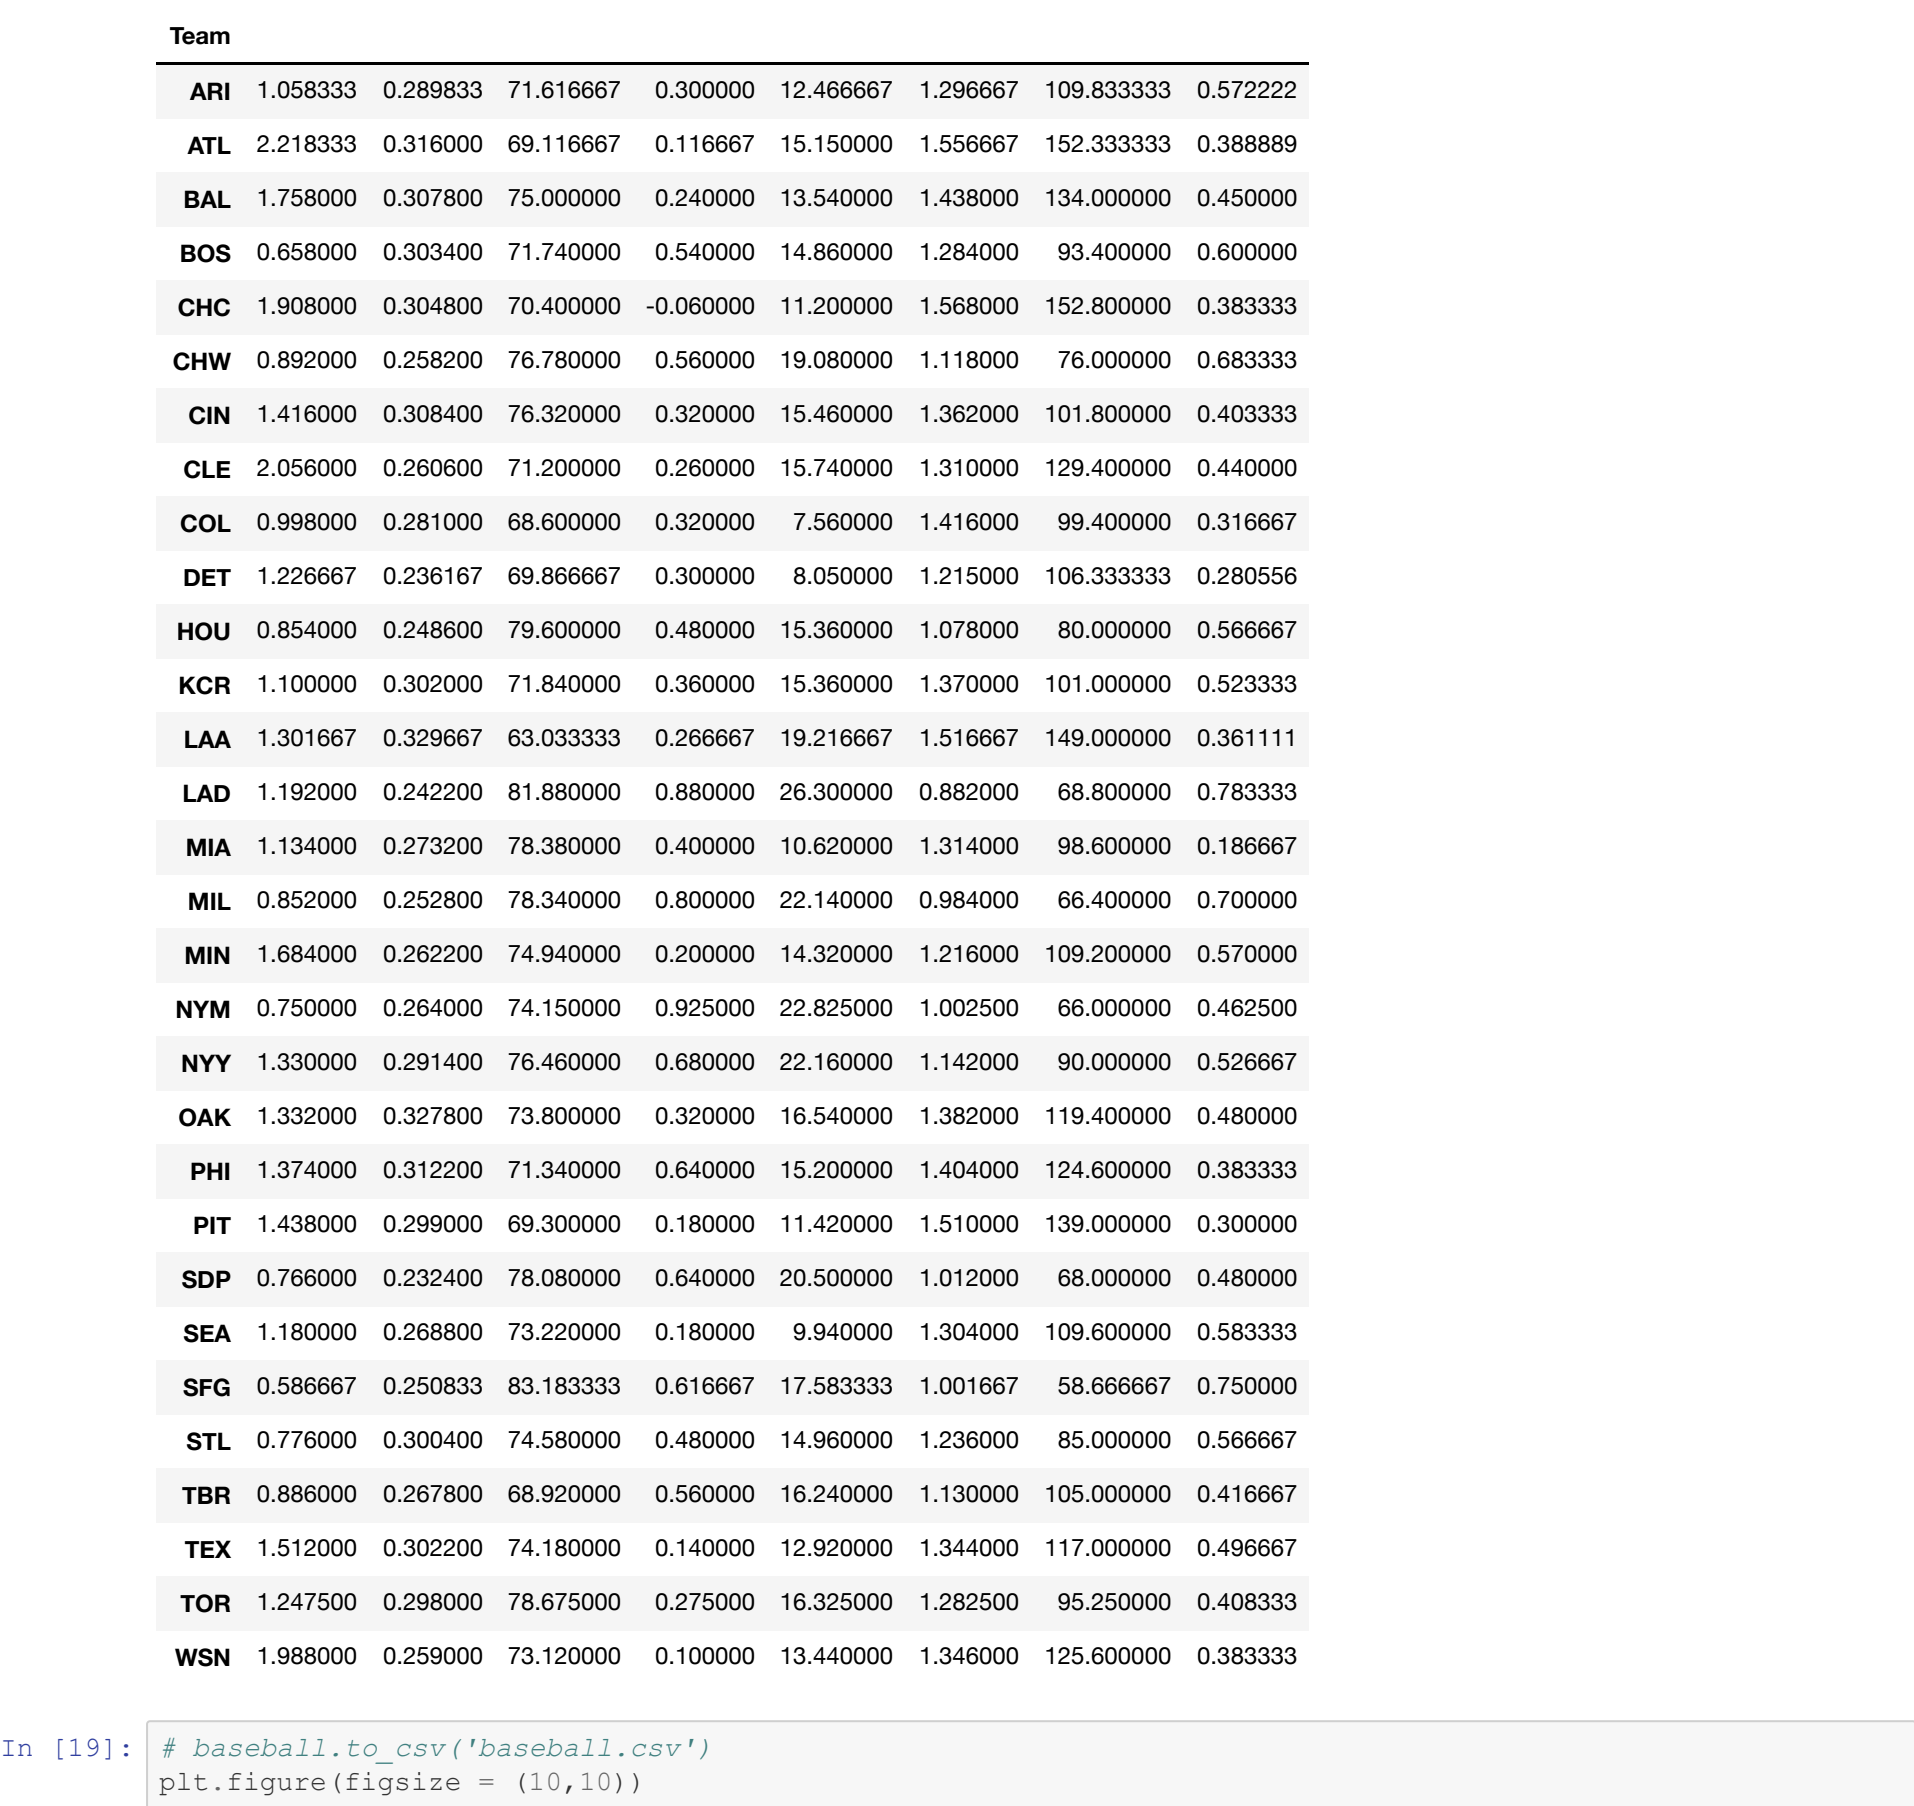 Team
ARI 1.058333 0.289833 71.616667 0.300000 12.466667 1.296667 109.833333 0.572222
ATL 2.218333 0.316000 69.116667 0.116667 15.150000 1.556667 152.333333 0.388889
BAL 1.758000 0.307800 75.000000 0.240000 13.540000 1.438000 134.000000 0.450000
BOS 0.658000 0.303400 71.740000 0.540000 14.860000 1.284000 93.400000 0.600000
CHC 1.908000 0.304800 70.400000 -0.060000 11.200000 1.568000 152.800000 0.383333
CHW 0.892000 0.258200 76.780000 0.560000 19.080000 1.118000 76.000000 0.683333
CIN 1.416000 0.308400 76.320000 0.320000 15.460000 1.362000 101.800000 0.403333
CLE 2.056000 0.260600 71.200000 0.260000 15.740000 1.310000 129.400000 0.440000
COL 0.998000 0.281000 68.600000 0.320000 7.560000 1.416000 99.400000 0.316667
DET 1.226667 0.236167 69.866667 0.300000 8.050000 1.215000 106.333333 0.280556
HOU 0.854000 0.248600 79.600000 0.480000 15.360000 1.078000 80.000000 0.566667
KCR 1.100000 0.302000 71.840000 0.360000 15.360000 1.370000 101.000000 0.523333
LAA 1.301667 0.329667 63.033333 0.266667 19.216667 1.516667 149.000000 0.361111
LAD 1.192000 0.242200 81.880000 0.880000 26.300000 0.882000 68.800000 0.783333
MIA 1.134000 0.273200 78.380000 0.400000 10.620000 1.314000 98.600000 0.186667
MIL 0.852000 0.252800 78.340000 0.800000 22.140000 0.984000 66.400000 0.700000
MIN 1.684000 0.262200 74.940000 0.200000 14.320000 1.216000 109.200000 0.570000
NYM 0.750000 0.264000 74.150000 0.925000 22.825000 1.002500 66.000000 0.462500
NYY 1.330000 0.291400 76.460000 0.680000 22.160000 1.142000 90.000000 0.526667
OAK 1.332000 0.327800 73.800000 0.320000 16.540000 1.382000 119.400000 0.480000
PHI 1.374000 0.312200 71.340000 0.640000 15.200000 1.404000 124.600000 0.383333
PIT 1.438000 0.299000 69.300000 0.180000 11.420000 1.510000 139.000000 0.300000
SDP 0.766000 0.232400 78.080000 0.640000 20.500000 1.012000 68.000000 0.480000
SEA 1.180000 0.268800 73.220000 0.180000 9.940000 1.304000 109.600000 0.583333
SFG 0.586667 0.250833 83.183333 0.616667 17.583333 1.001667 58.666667 0.750000
STL 0.776000 0.300400 74.580000 0.480000 14.960000 1.236000 85.000000 0.566667
TBR 0.886000 0.267800 68.920000 0.560000 16.240000 1.130000 105.000000 0.416667
TEX 1.512000 0.302200 74.180000 0.140000 12.920000 1.344000 117.000000 0.496667
TOR 1.247500 0.298000 78.675000 0.275000 16.325000 1.282500 95.250000 0.408333
WSN 1.988000 0.259000 73.120000 0.100000 13.440000 1.346000 125.600000 0.383333
In [19]: # baseball.to_csv('baseball.csv')
plt.figure(figsize = (10,10))